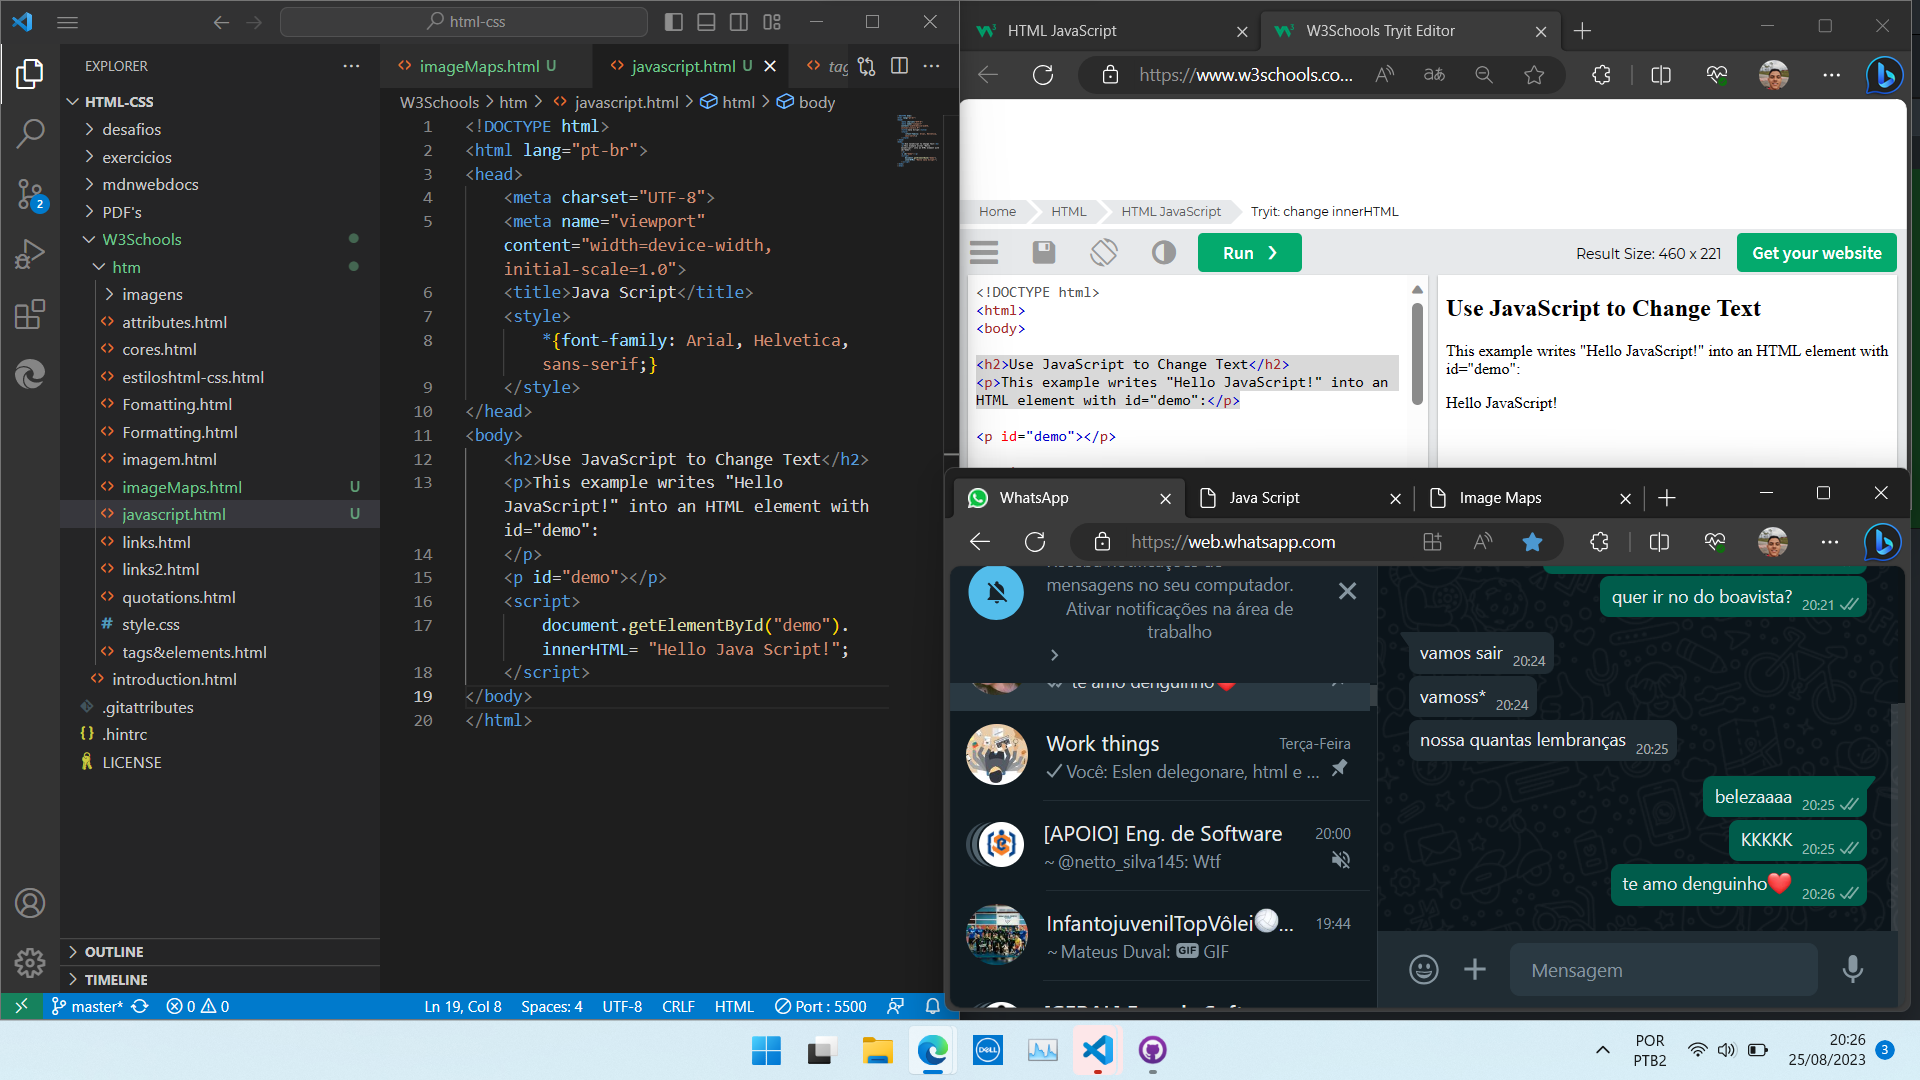 html-css
EXPLORER
HTML-CSS
desafios
exercicios
mdnwebdocs
PDF's
W3Schools
htm
imagens
attributes.html
cores.html
estiloshtml-css.html
Fomatting.html
Formatting.html
imagem.html
imageMaps.html U
javascript.html U
links.html
links2.html
quotations.html
style.css
tags&elements.html
introduction.html
.gitattributes
.hintrc
LICENSE
OUTLINE
TIMELINE
2
imageMaps.html U
javascript.html U
tag
W3Schools > htm > javascript.html > html > body
1 <!DOCTYPE html>
2 <html lang="pt-br">
3 <head>
4 <meta charset="UTF-8">
5 <meta name="viewport"
content="width=device-width,
initial-scale=1.0">
6 <title>Java Script</title>
7 <style>
8 *{font-family: Arial, Helvetica,
sans-serif;}
9 </style>
10 </head>
11 <body>
12 <h2>Use JavaScript to Change Text</h2>
13 <p>This example writes "Hello
JavaScript!" into an HTML element with
id="demo":
14 </p>
15 <p id="demo"></p>
16 <script>
17 document.getElementById("demo").
innerHTML= "Hello Java Script!";
18 </script>
19 </body>
20 </html>
master* 0 0 Ln 19, Col 8 Spaces: 4 UTF-8 CRLF HTML Port : 5500
HTML JavaScript
W3Schools Tryit Editor
https://www.w3schools.co...
Home HTML HTML JavaScript Tryit: change innerHTML
Run ❯ Result Size: 460 x 221 Get your website
<!DOCTYPE html>
<html>
<body>
<h2>Use JavaScript to Change Text</h2>
<p>This example writes "Hello JavaScript!" into an
HTML element with id="demo":</p>
<p id="demo"></p>
Use JavaScript to Change Text
This example writes "Hello JavaScript!" into an HTML element with
id="demo":
Hello JavaScript!
WhatsApp
Java Script
Image Maps
https://web.whatsapp.com
mensagens no seu computador.
Ativar notificações na área de
trabalho
te amo denguinho❤️
Work things Terça-Feira
Você: Eslen delegonare, html e ...
[APOIO] Eng. de Software 20:00
~ @netto_silva145: Wtf
InfantojuvenilTopVôlei🏐... 19:44
~ Mateus Duval: GIF GIF
quer ir no do boavista? 20:21
vamos sair 20:24
vamoss* 20:24
nossa quantas lembranças 20:25
belezaaaa 20:25
KKKKK 20:25
te amo denguinho❤️ 20:26
Mensagem
DELL
POR
PTB2
20:26
25/08/2023
3